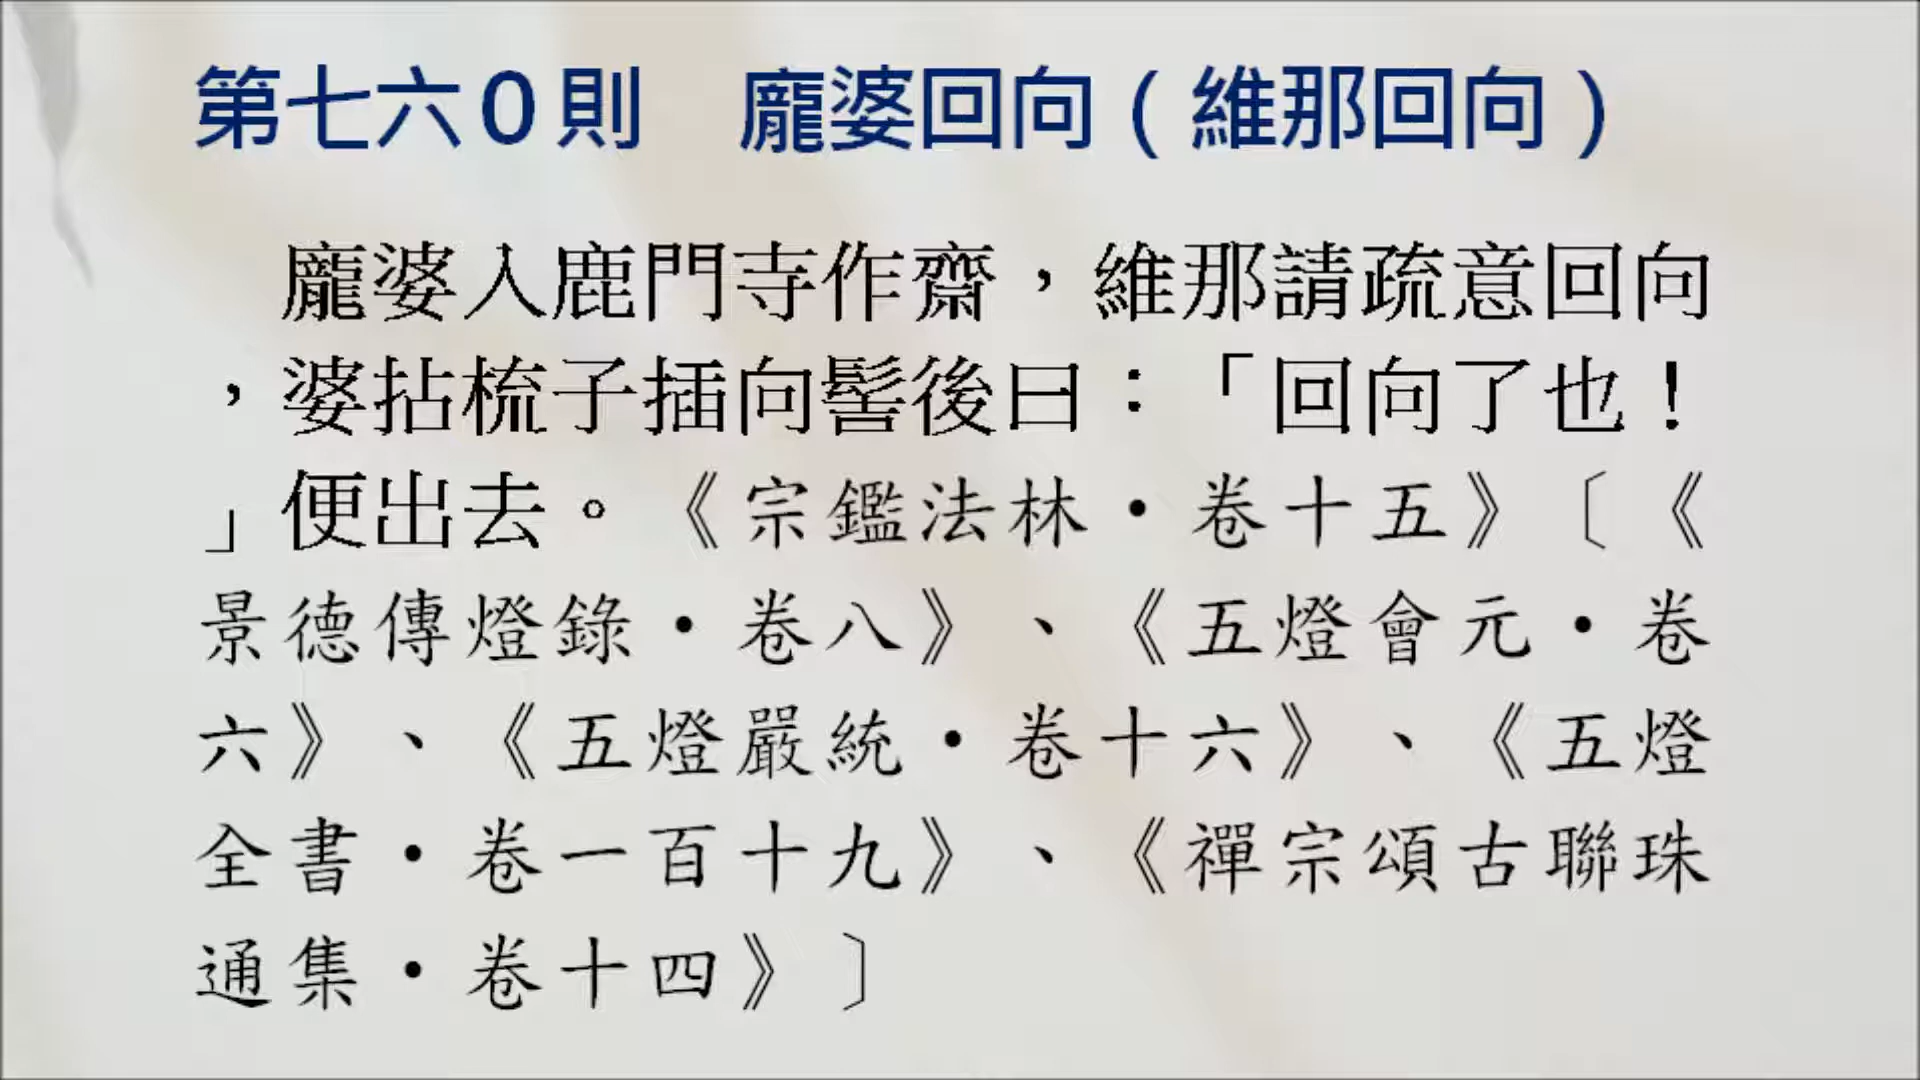 第七六0則　龐婆回向（維那回向）
龐婆入鹿門寺作齋，維那請疏意回向
，婆拈梳子插向髻後曰：「回向了也！
」便出去。《宗鑑法林·卷十五》〔《
景德傳燈錄·卷八》、《五燈會元·卷
六》、《五燈嚴統·卷十六》、《五燈
全書·卷一百十九》、《禪宗頌古聯珠
通集·卷十四》〕